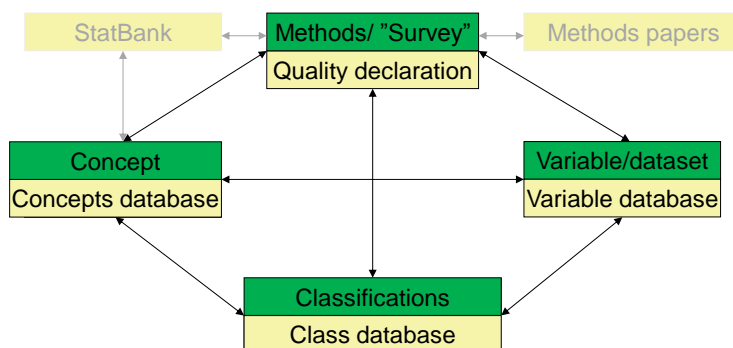 StatBank
Methods/ ”Survey”
Methods papers
Quality declaration
Concept
Variable/dataset
Concepts database
Variable database
Classifications
Class database